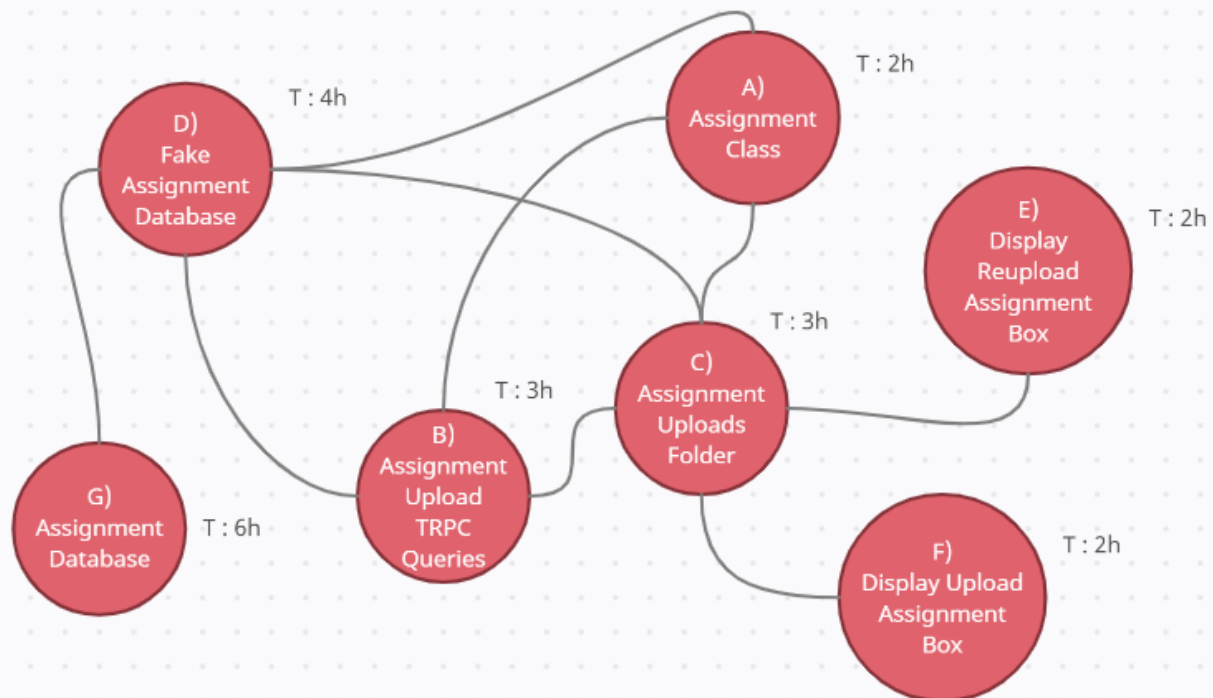 T : 2h
A)
Assignment
Class
T : 4h
D)
Fake
Assignment
Database
T : 2h
E)
Display
Reupload
Assignment
Box
T : 3h
C)
Assignment
Uploads
Folder
T : 3h
B)
Assignment
Upload
TRPC
Queries
G)
Assignment
Database
T : 6h
T : 2h
F)
Display Upload
Assignment
Box